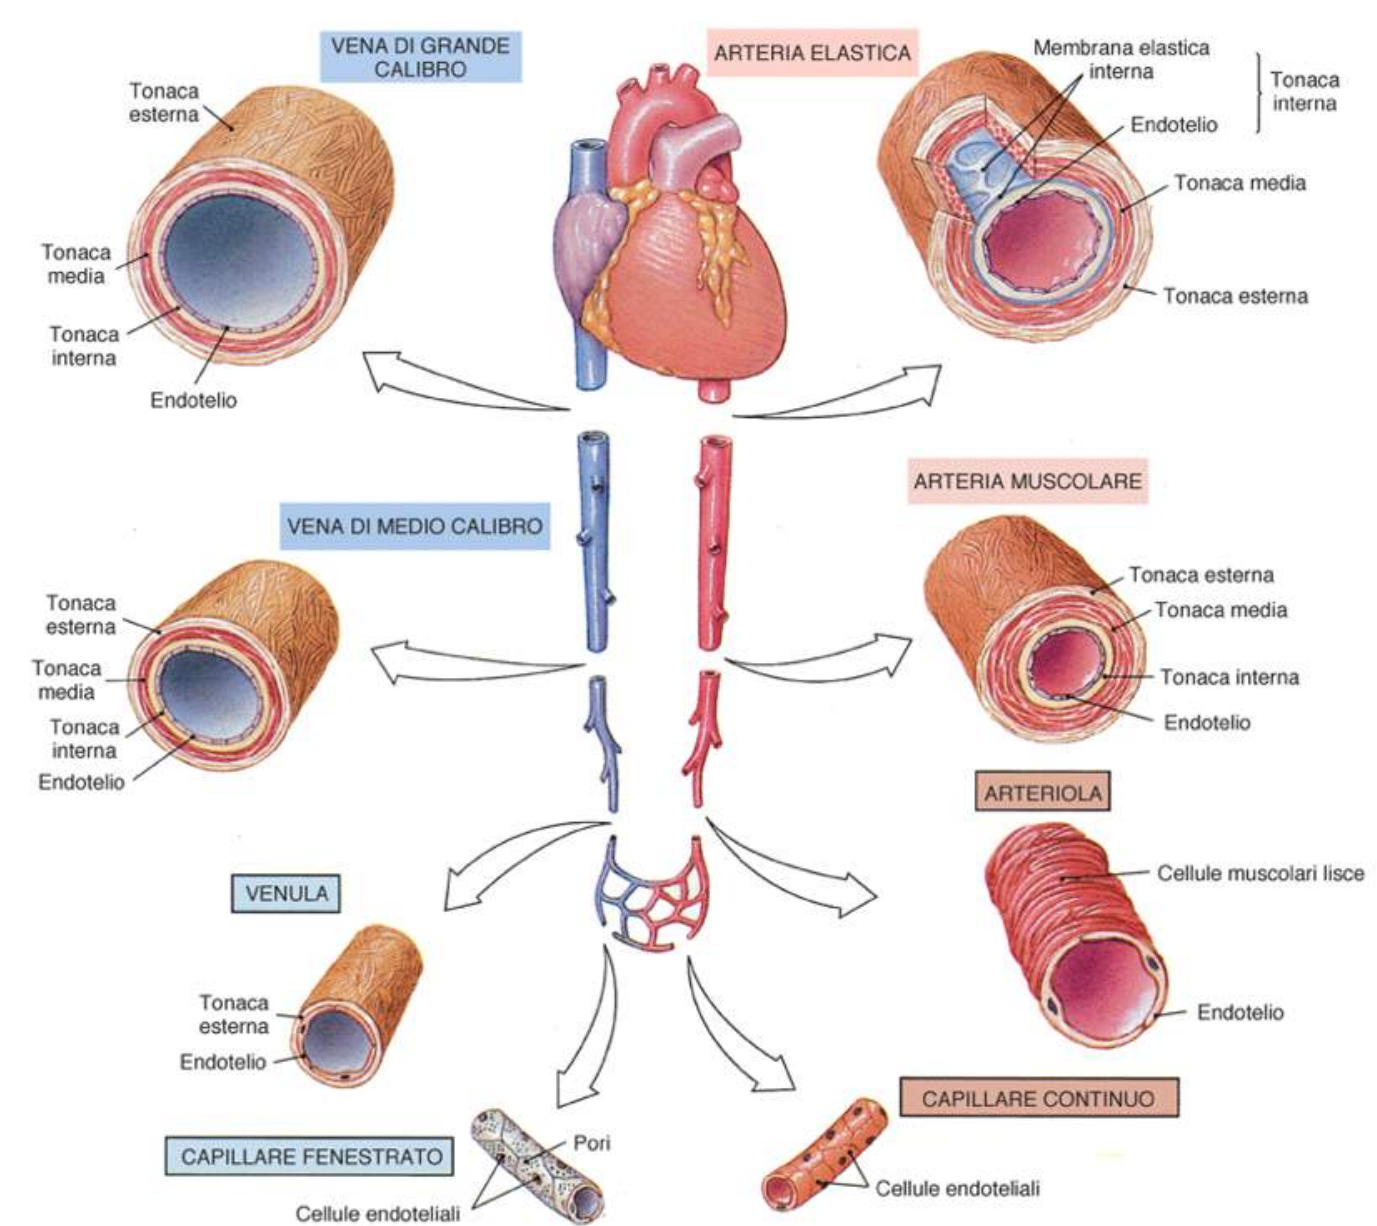 VENA DI GRANDE
CALIBRO
Tonaca
esterna
Tonaca
media
Tonaca
interna
Endotelio
ARTERIA ELASTICA
Membrana elastica
interna
Tonaca
interna
Endotelio
Tonaca media
Tonaca esterna
VENA DI MEDIO CALIBRO
Tonaca
esterna
Tonaca
media
Tonaca
interna
Endotelio
ARTERIA MUSCOLARE
Tonaca esterna
Tonaca media
Tonaca interna
Endotelio
ARTERIOLA
Cellule muscolari lisce
Endotelio
VENULA
Tonaca
esterna
Endotelio
CAPILLARE FENESTRATO
Pori
Cellule endoteliali
CAPILLARE CONTINUO
Cellule endoteliali